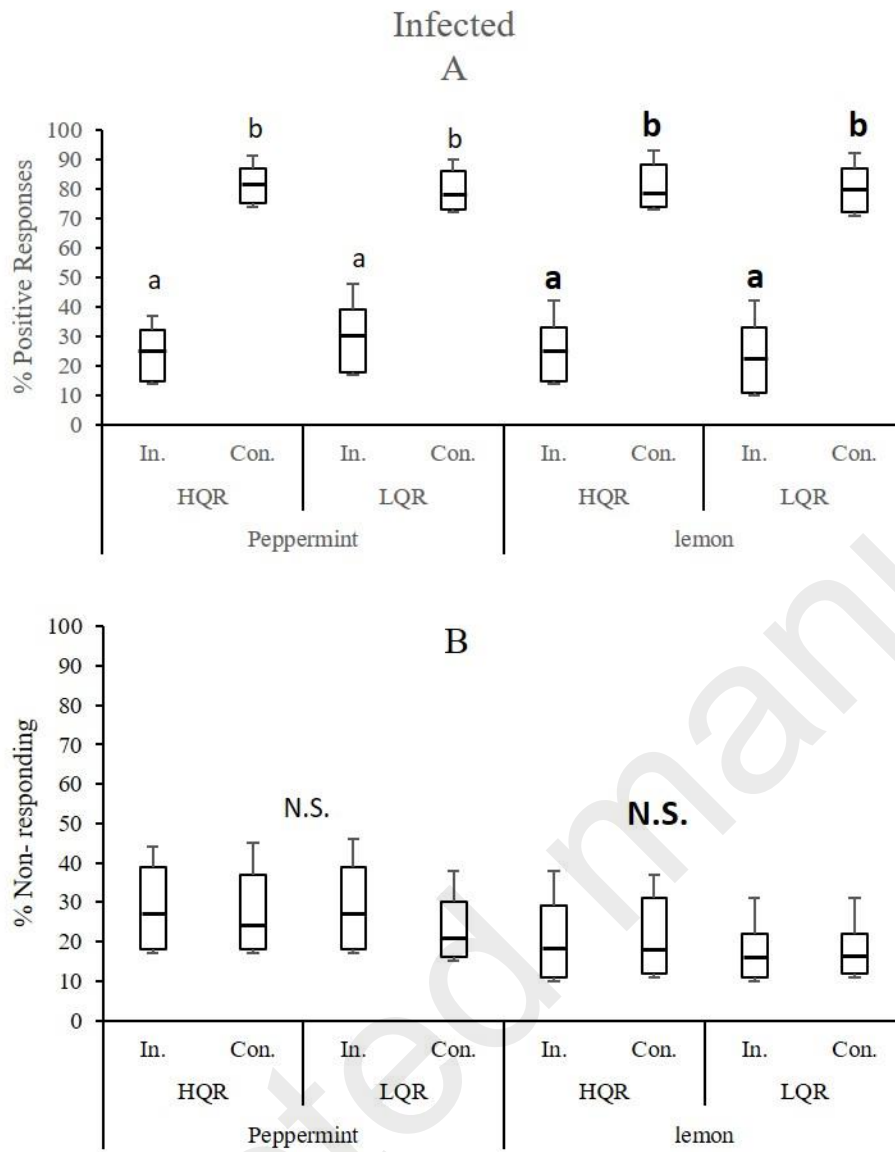 Infected
A
% Positive Responses
b b b b
a a a a
100
90
80
70
60
50
40
30
20
10
0
In. Con. In. Con. In. Con. In. Con.
HQR LQR HQR LQR
Peppermint lemon
B
% Non- responding
N.S. N.S.
100
90
80
70
60
50
40
30
20
10
0
In. Con. In. Con. In. Con. In. Con.
HQR LQR HQR LQR
Peppermint lemon